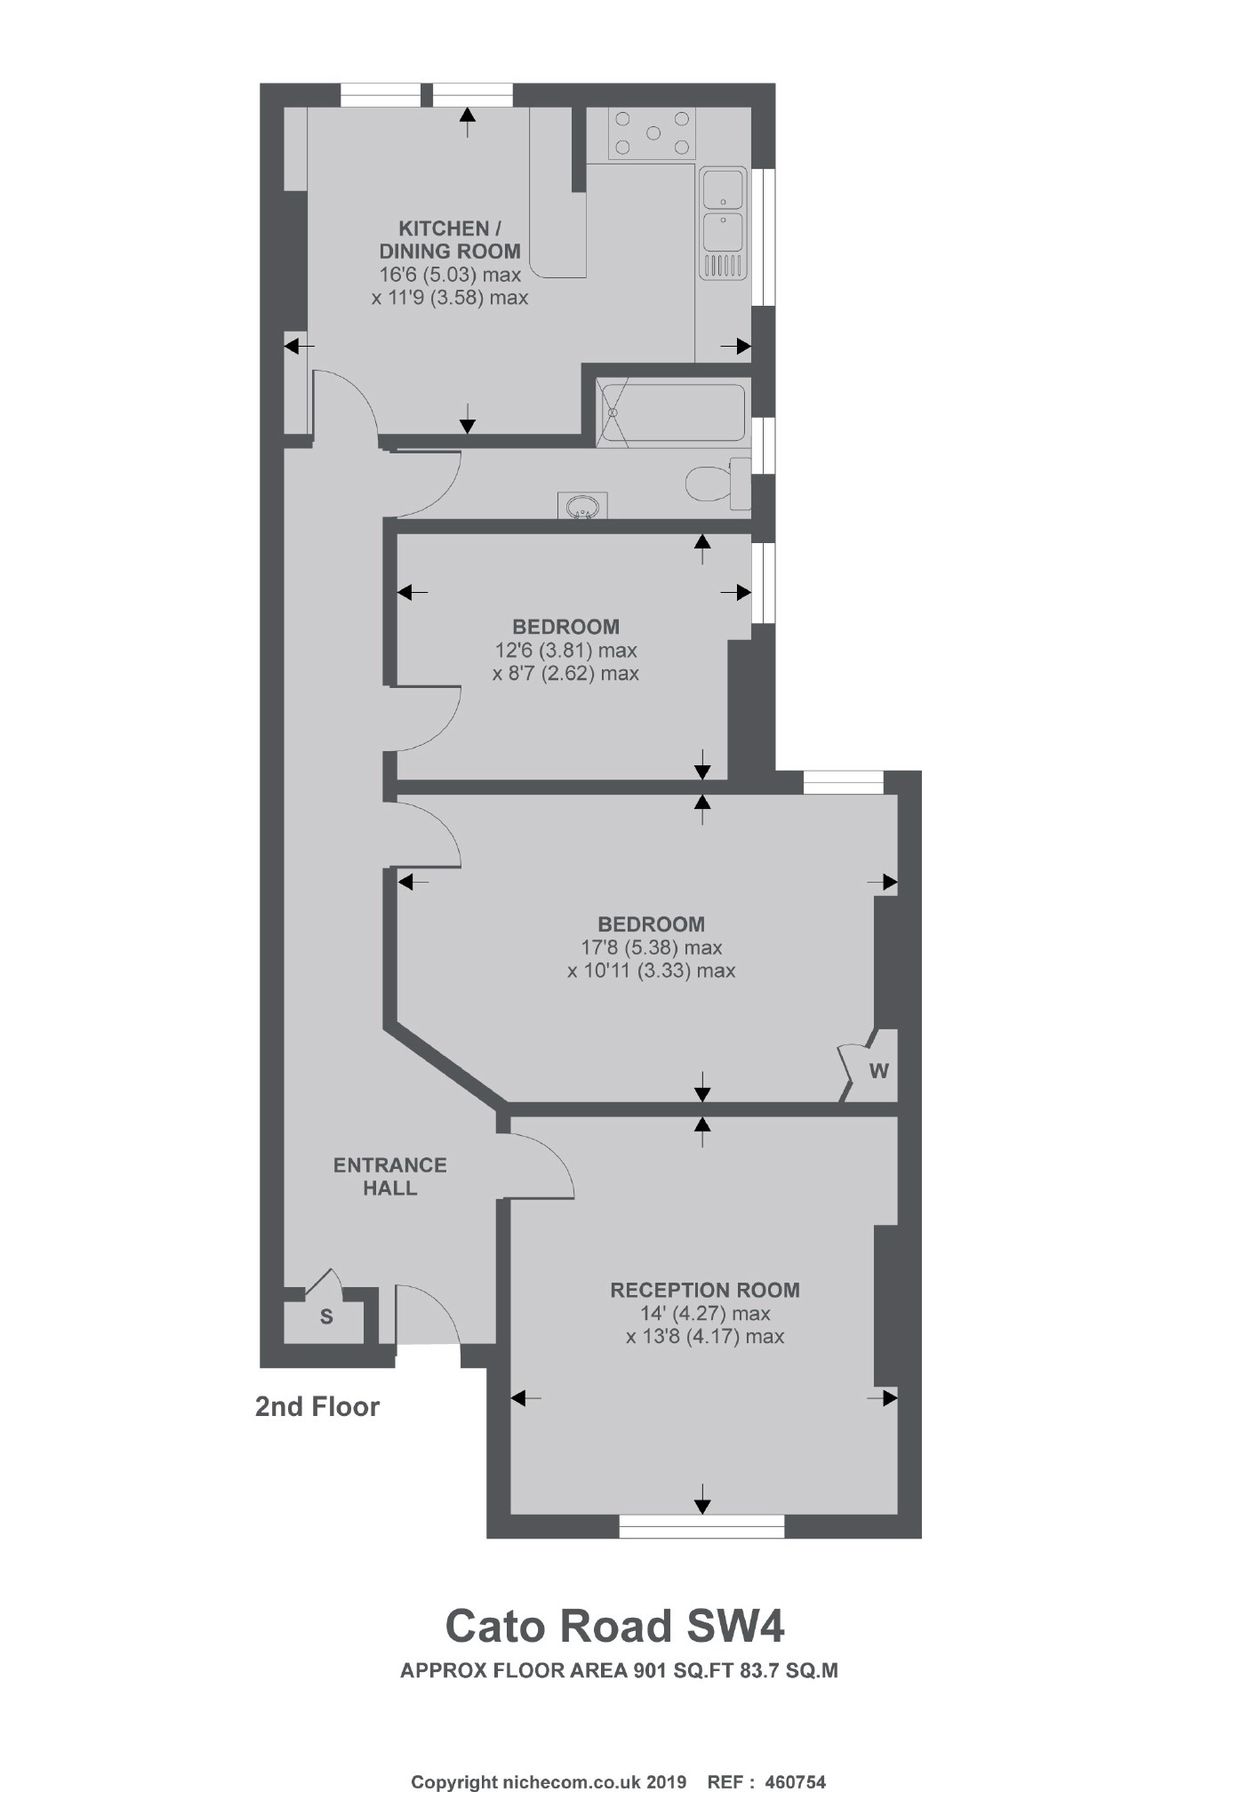 KITCHEN /
DINING ROOM
16'6 (5.03) max
x 11'9 (3.58) max
BEDROOM
12'6 (3.81) max
x 8'7 (2.62) max
BEDROOM
17'8 (5.38) max
x 10'11 (3.33) max
W
ENTRANCE
HALL
RECEPTION ROOM
14' (4.27) max
x 13'8 (4.17) max
S
2nd Floor
Cato Road SW4
APPROX FLOOR AREA 901 SQ.FT 83.7 SQ.M
Copyright nichecom.co.uk 2019 REF : 460754